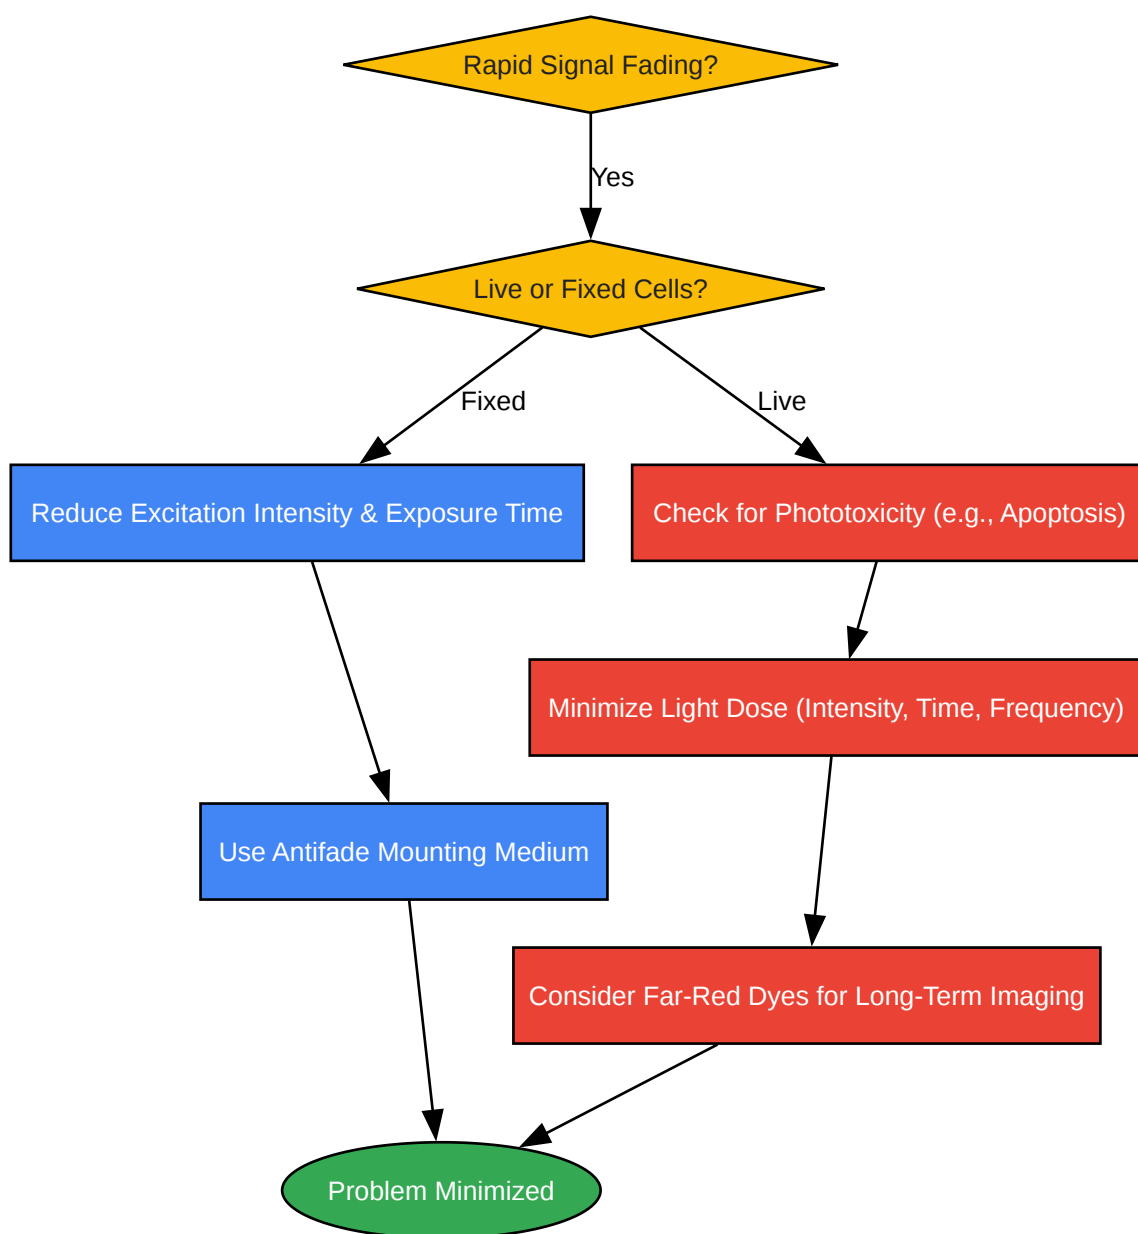 Rapid Signal Fading?
Yes
Live or Fixed Cells?
Fixed
Live
Reduce Excitation Intensity & Exposure Time
Check for Phototoxicity (e.g., Apoptosis)
Minimize Light Dose (Intensity, Time, Frequency)
Use Antifade Mounting Medium
Consider Far-Red Dyes for Long-Term Imaging
Problem Minimized